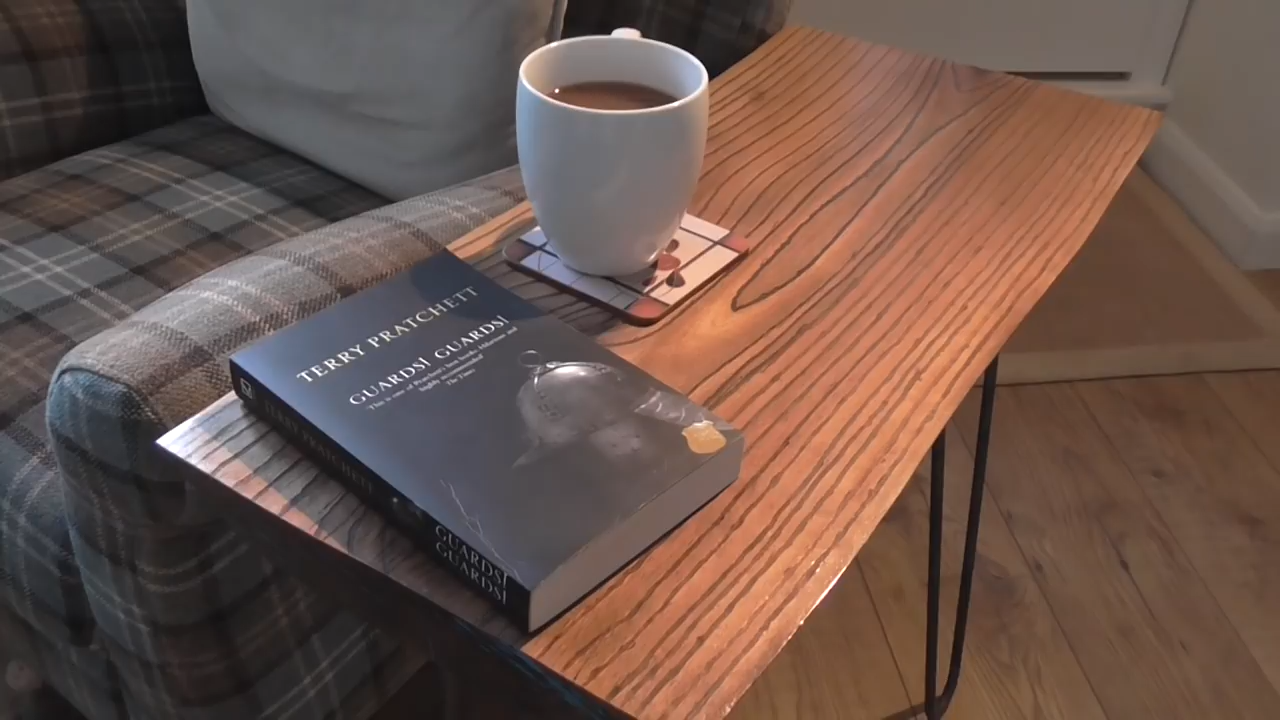 TERRY PRATCHETT
GUARDS! GUARDS!
'This is one of Pratchett's best books. Hilarious and
highly recommended'
The Times
TERRY PRATCHETT
GUARDS!
GUARDS!